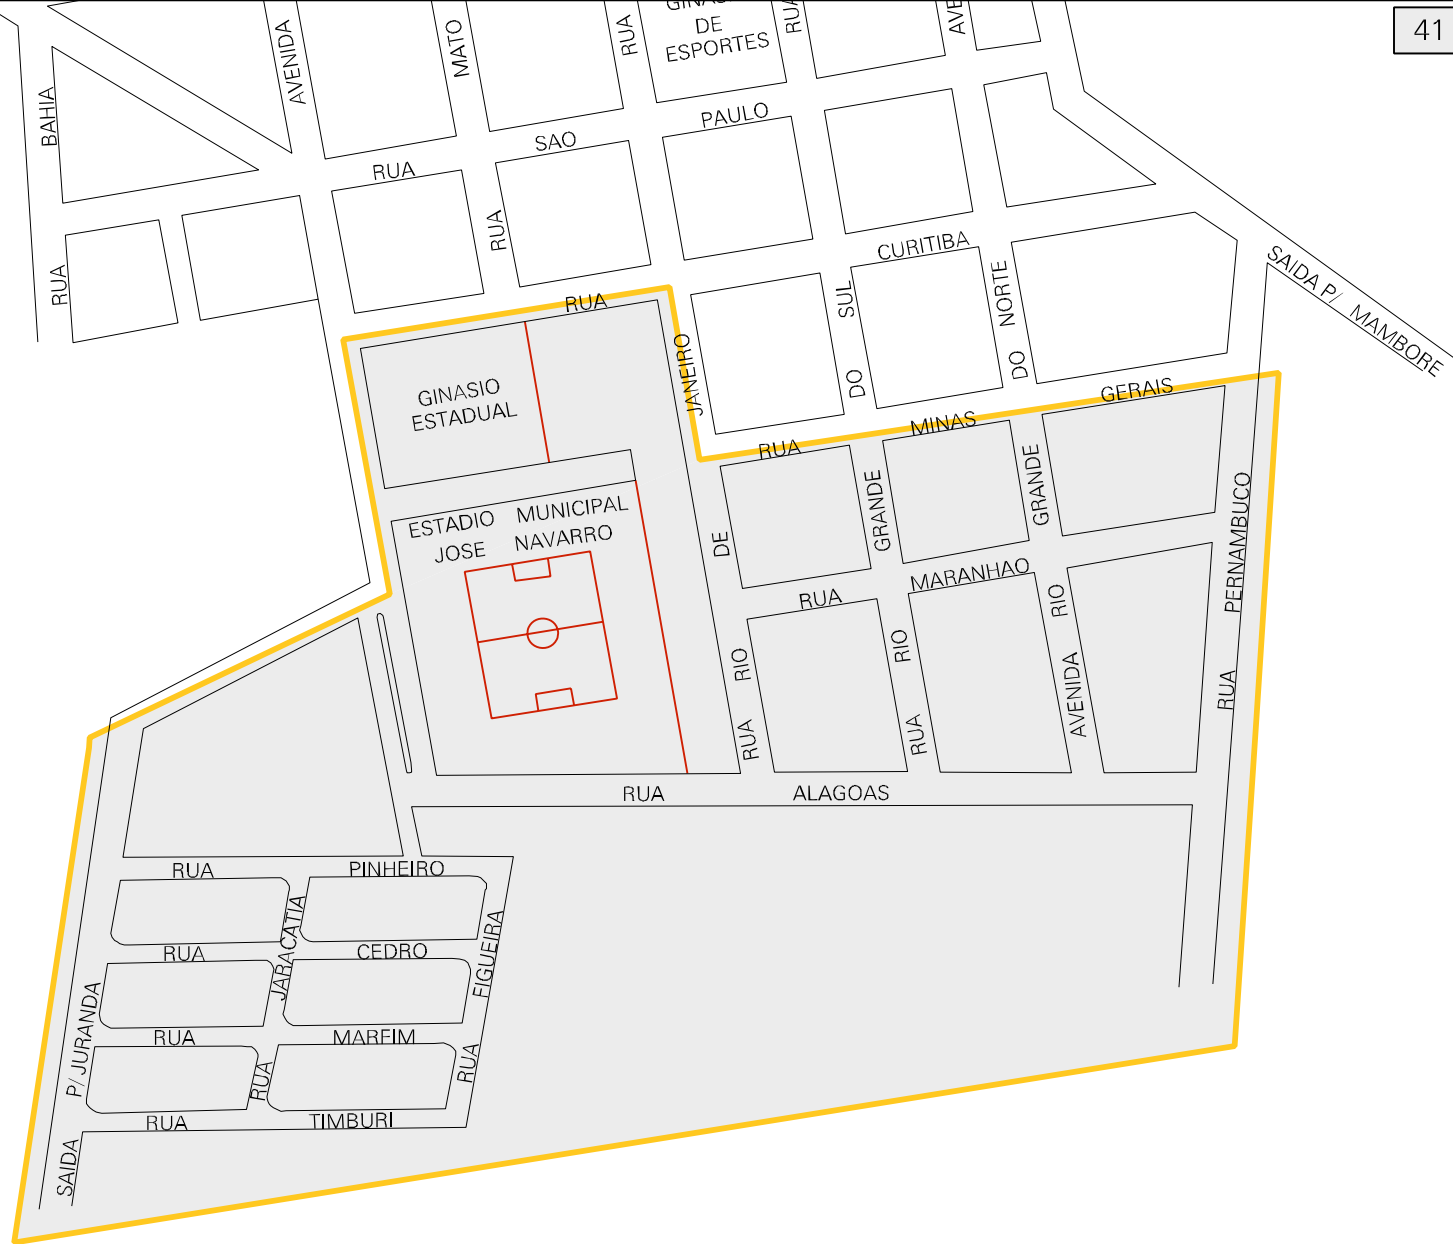 41
AVENIDA
MATO
RUA
DE
ESPORTES
RUA
BAHIA
RUA
SAO
PAULO
RUA
RUA
CURITIBA
SAIDA P/ MAMBORE
RUA
JANEIRO
DO SUL
DO NORTE
GINASIO
ESTADUAL
RUA
MINAS
GERAIS
ESTADIO MUNICIPAL
JOSE NAVARRO
DE
GRANDE
GRANDE
PERNAMBUCO
RUA
MARANHAO
RIO
RIO
RIO
RUA
RUA
AVENIDA
RUA
RUA
ALAGOAS
RUA
PINHEIRO
JARACATIA
RUA
CEDRO
FIGUEIRA
P/ JURANDA
RUA
MARFIM
RUA
RUA
RUA
TIMBURI
SAIDA